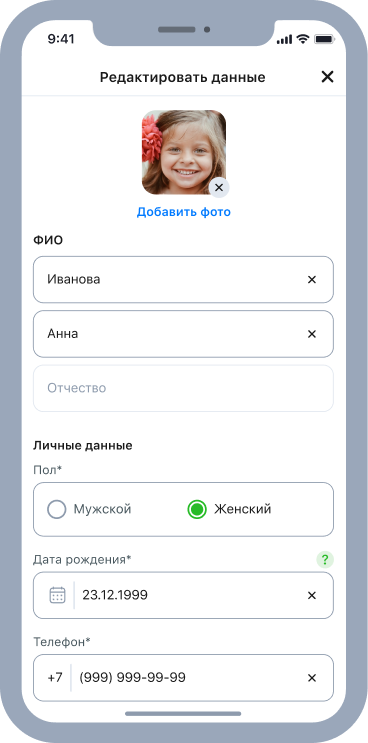 9:41
Редактировать данные
Добавить фото
ФИО
Иванова
Анна
Отчество
Личные данные
Пол*
Мужской Женский
Дата рождения* ?
23.12.1999
Телефон*
+7 (999) 999-99-99